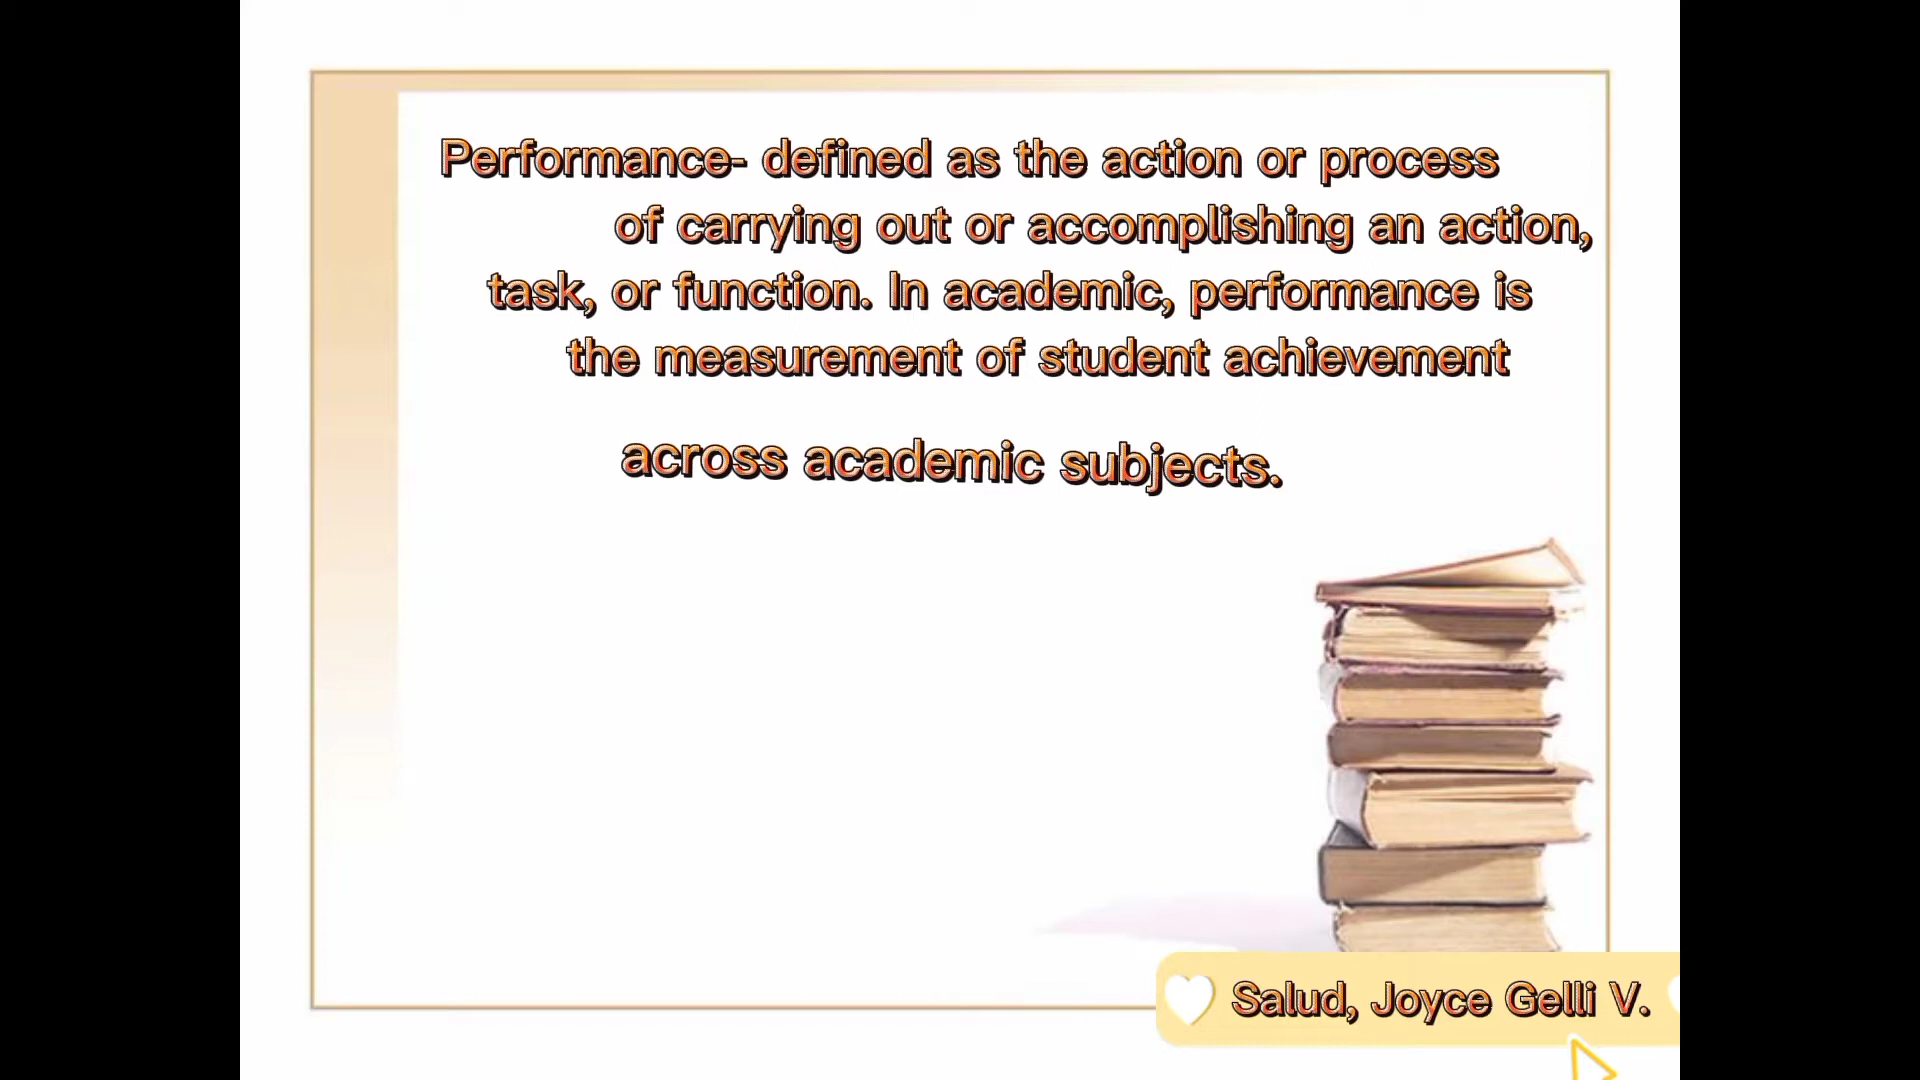 Performance- defined as the action or process
of carrying out or accomplishing an action,
task, or function. In academic, performance is
the measurement of student achievement
across academic subjects.
Salud, Joyce Gelli V.